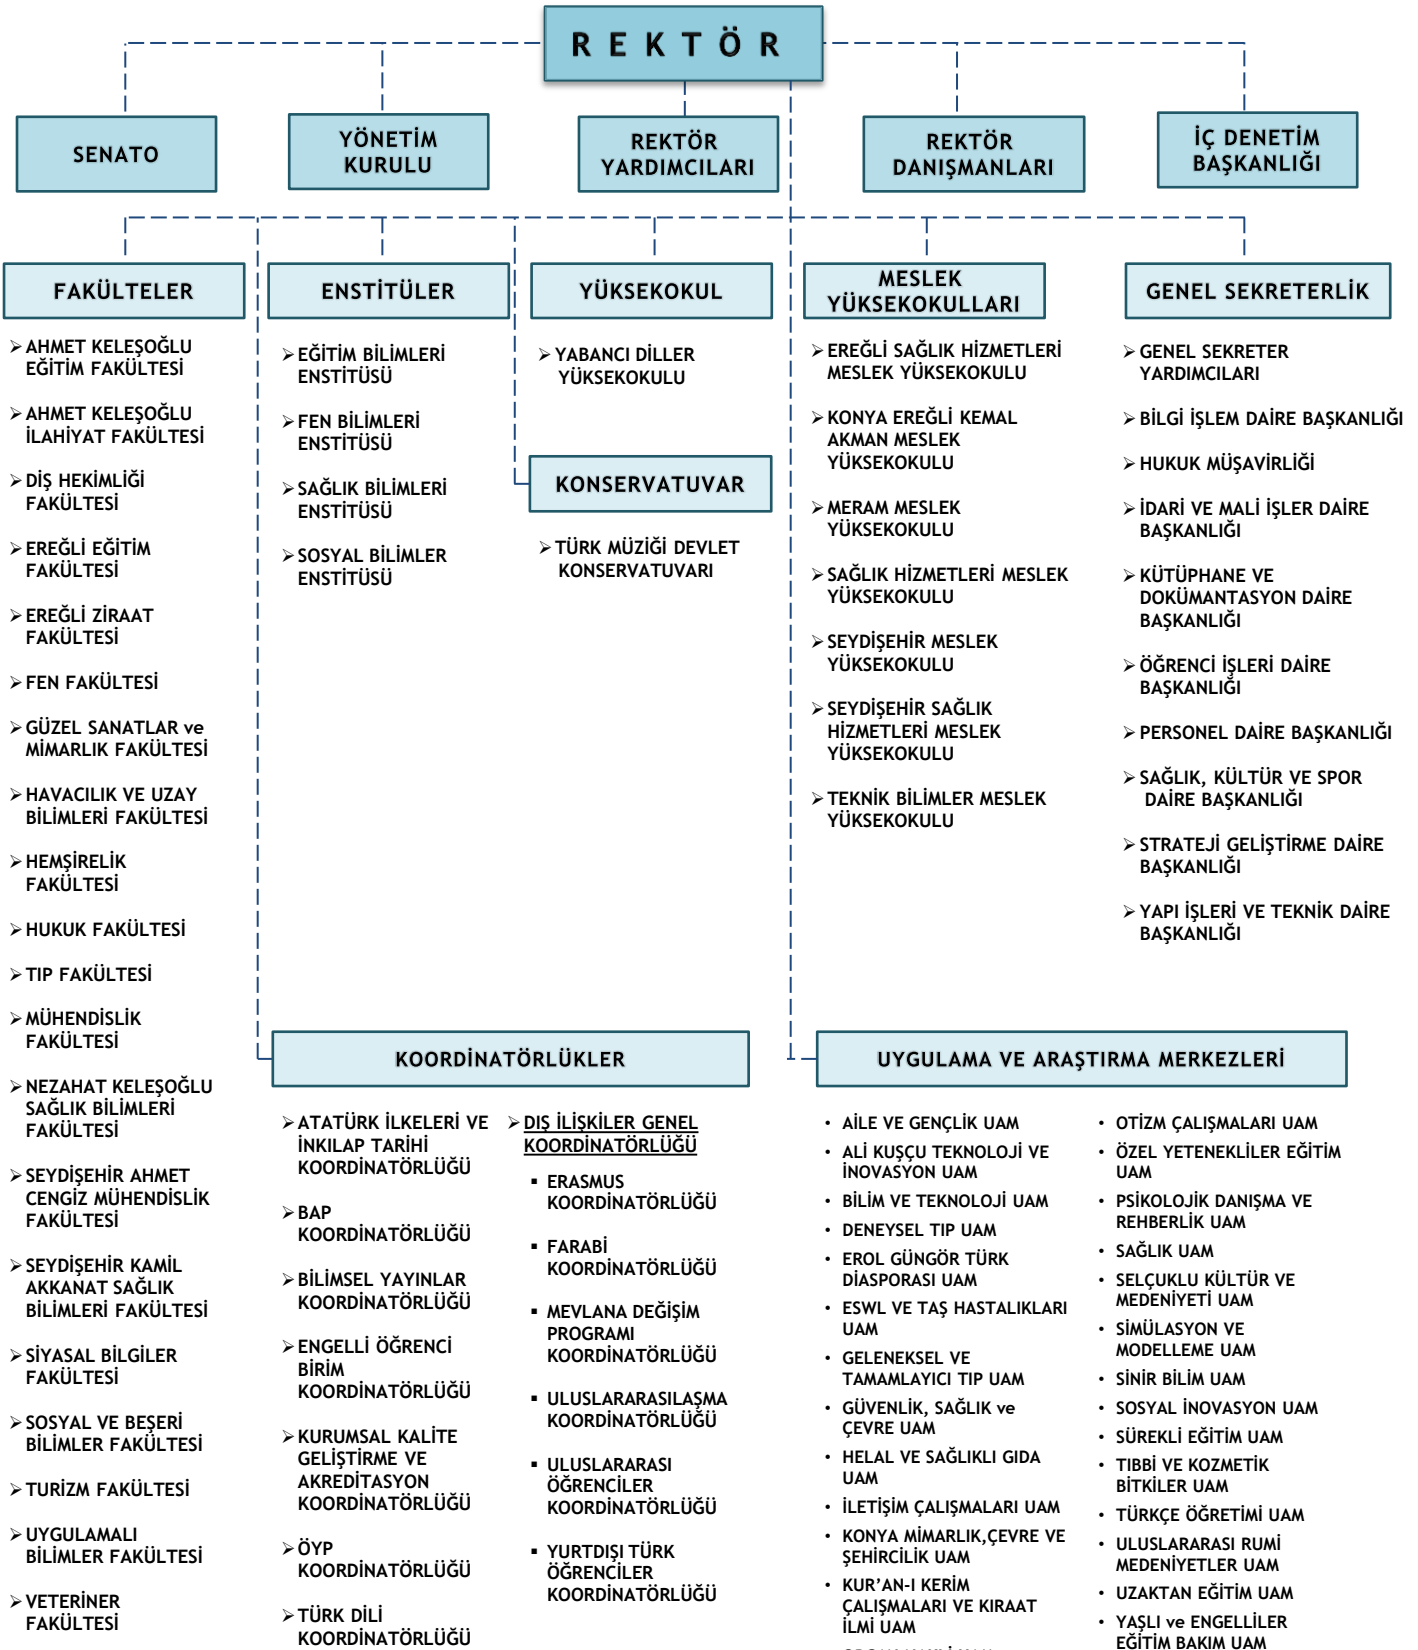 R E K T Ö R
SENATO
YÖNETİM
KURULU
REKTÖR
YARDIMCILARI
REKTÖR
DANIŞMANLARI
İÇ DENETİM
BAŞKANLIĞI
FAKÜLTELER
➢AHMET KELEŞOĞLU
EĞİTİM FAKÜLTESİ
➢AHMET KELEŞOĞLU
İLAHİYAT FAKÜLTESİ
➢DİŞ HEKİMLİĞİ
FAKÜLTESİ
➢EREĞLİ EĞİTİM
FAKÜLTESİ
➢EREĞLİ ZİRAAT
FAKÜLTESİ
➢FEN FAKÜLTESİ
➢GÜZEL SANATLAR ve
MİMARLIK FAKÜLTESİ
➢HAVACILIK VE UZAY
BİLİMLERİ FAKÜLTESİ
➢HEMŞİRELİK
FAKÜLTESİ
➢HUKUK FAKÜLTESİ
➢TIP FAKÜLTESİ
➢MÜHENDİSLİK
FAKÜLTESİ
➢NEZAHAT KELEŞOĞLU
SAĞLIK BİLİMLERİ
FAKÜLTESİ
➢SEYDİŞEHİR AHMET
CENGİZ MÜHENDİSLİK
FAKÜLTESİ
➢SEYDİŞEHİR KAMİL
AKKANAT SAĞLIK
BİLİMLERİ FAKÜLTESİ
➢SİYASAL BİLGİLER
FAKÜLTESİ
➢SOSYAL VE BEŞERİ
BİLİMLER FAKÜLTESİ
➢TURİZM FAKÜLTESİ
➢UYGULAMALI
BİLİMLER FAKÜLTESİ
➢VETERİNER
FAKÜLTESİ
ENSTİTÜLER
➢EĞİTİM BİLİMLERİ
ENSTİTÜSÜ
➢FEN BİLİMLERİ
ENSTİTÜSÜ
➢SAĞLIK BİLİMLERİ
ENSTİTÜSÜ
➢SOSYAL BİLİMLER
ENSTİTÜSÜ
YÜKSEKOKUL
➢YABANCI DİLLER
YÜKSEKOKULU
KONSERVATUVAR
➢TÜRK MÜZİĞİ DEVLET
KONSERVATUVARI
MESLEK
YÜKSEKOKULLARI
➢EREĞLİ SAĞLIK HİZMETLERİ
MESLEK YÜKSEKOKULU
➢KONYA EREĞLİ KEMAL
AKMAN MESLEK
YÜKSEKOKULU
➢MERAM MESLEK
YÜKSEKOKULU
➢SAĞLIK HİZMETLERİ MESLEK
YÜKSEKOKULU
➢SEYDİŞEHİR MESLEK
YÜKSEKOKULU
➢SEYDİŞEHİR SAĞLIK
HİZMETLERİ MESLEK
YÜKSEKOKULU
➢TEKNİK BİLİMLER MESLEK
YÜKSEKOKULU
GENEL SEKRETERLİK
➢GENEL SEKRETER
YARDIMCILARI
➢BİLGİ İŞLEM DAİRE BAŞKANLIĞI
➢HUKUK MÜŞAVİRLİĞİ
➢İDARİ VE MALİ İŞLER DAİRE
BAŞKANLIĞI
➢KÜTÜPHANE VE
DOKÜMANTASYON DAİRE
BAŞKANLIĞI
➢ÖĞRENCİ İŞLERİ DAİRE
BAŞKANLIĞI
➢PERSONEL DAİRE BAŞKANLIĞI
➢SAĞLIK, KÜLTÜR VE SPOR
DAİRE BAŞKANLIĞI
➢STRATEJİ GELİŞTİRME DAİRE
BAŞKANLIĞI
➢YAPI İŞLERİ VE TEKNİK DAİRE
BAŞKANLIĞI
KOORDİNATÖRLÜKLER
➢ATATÜRK İLKELERİ VE
İNKILAP TARİHİ
KOORDİNATÖRLÜĞÜ
➢BAP
KOORDİNATÖRLÜĞÜ
➢BİLİMSEL YAYINLAR
KOORDİNATÖRLÜĞÜ
➢ENGELLİ ÖĞRENCİ
BİRİM
KOORDİNATÖRLÜĞÜ
➢KURUMSAL KALİTE
GELİŞTİRME VE
AKREDİTASYON
KOORDİNATÖRLÜĞÜ
➢ÖYP
KOORDİNATÖRLÜĞÜ
➢TÜRK DİLİ
KOORDİNATÖRLÜĞÜ
➢DIŞ İLİŞKİLER GENEL
KOORDİNATÖRLÜĞÜ
▪ ERASMUS
KOORDİNATÖRLÜĞÜ
▪ FARABİ
KOORDİNATÖRLÜĞÜ
▪ MEVLANA DEĞİŞİM
PROGRAMI
KOORDİNATÖRLÜĞÜ
▪ ULUSLARARASILAŞMA
KOORDİNATÖRLÜĞÜ
▪ ULUSLARARASI
ÖĞRENCİLER
KOORDİNATÖRLÜĞÜ
▪ YURTDIŞI TÜRK
ÖĞRENCİLER
KOORDİNATÖRLÜĞÜ
UYGULAMA VE ARAŞTIRMA MERKEZLERİ
• AİLE VE GENÇLİK UAM
• ALİ KUŞÇU TEKNOLOJİ VE
İNOVASYON UAM
• BİLİM VE TEKNOLOJİ UAM
• DENEYSEL TIP UAM
• EROL GÜNGÖR TÜRK
DİASPORASI UAM
• ESWL VE TAŞ HASTALIKLARI
UAM
• GELENEKSEL VE
TAMAMLAYICI TIP UAM
• GÜVENLİK, SAĞLIK ve
ÇEVRE UAM
• HELAL VE SAĞLIKLI GIDA
UAM
• İLETİŞİM ÇALIŞMALARI UAM
• KONYA MİMARLIK,ÇEVRE VE
ŞEHİRCİLİK UAM
• KUR’AN-I KERİM
ÇALIŞMALARI VE KIRAAT
İLMİ UAM
• OTİZM ÇALIŞMALARI UAM
• ÖZEL YETENEKLİLER EĞİTİM
UAM
• PSİKOLOJİK DANIŞMA VE
REHBERLİK UAM
• SAĞLIK UAM
• SELÇUKLU KÜLTÜR VE
MEDENİYETİ UAM
• SİMÜLASYON VE
MODELLEME UAM
• SİNİR BİLİM UAM
• SOSYAL İNOVASYON UAM
• SÜREKLİ EĞİTİM UAM
• TIBBİ VE KOZMETİK
BİTKİLER UAM
• TÜRKÇE ÖĞRETİMİ UAM
• ULUSLARARASI RUMİ
MEDENİYETLER UAM
• UZAKTAN EĞİTİM UAM
• YAŞLI ve ENGELLİLER
EĞİTİM BAKIM UAM